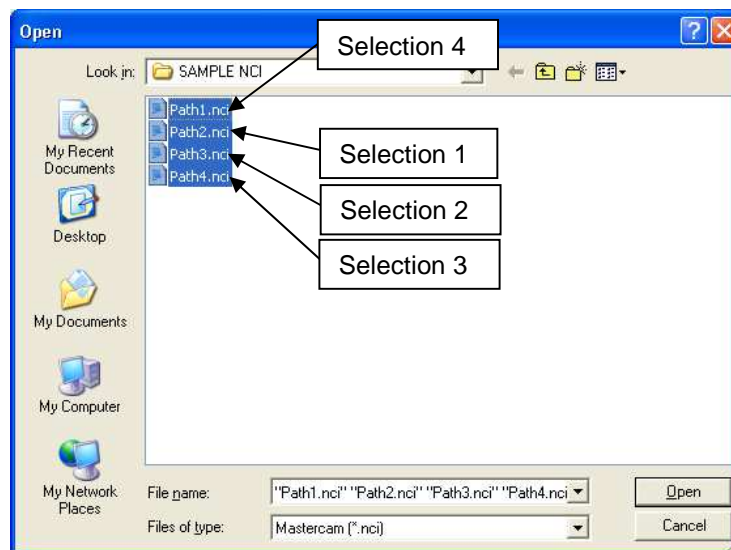 Open
Selection 4
Look in:
SAMPLE NCI
Path1.nci
Path2.nci
Path3.nci
Path4.nci
Selection 1
Selection 2
Selection 3
My Recent
Documents
Desktop
My Documents
My Computer
My Network
Places
File name:
"Path1.nci" "Path2.nci" "Path3.nci" "Path4.nci
Open
Files of type:
Mastercam (*.nci)
Cancel